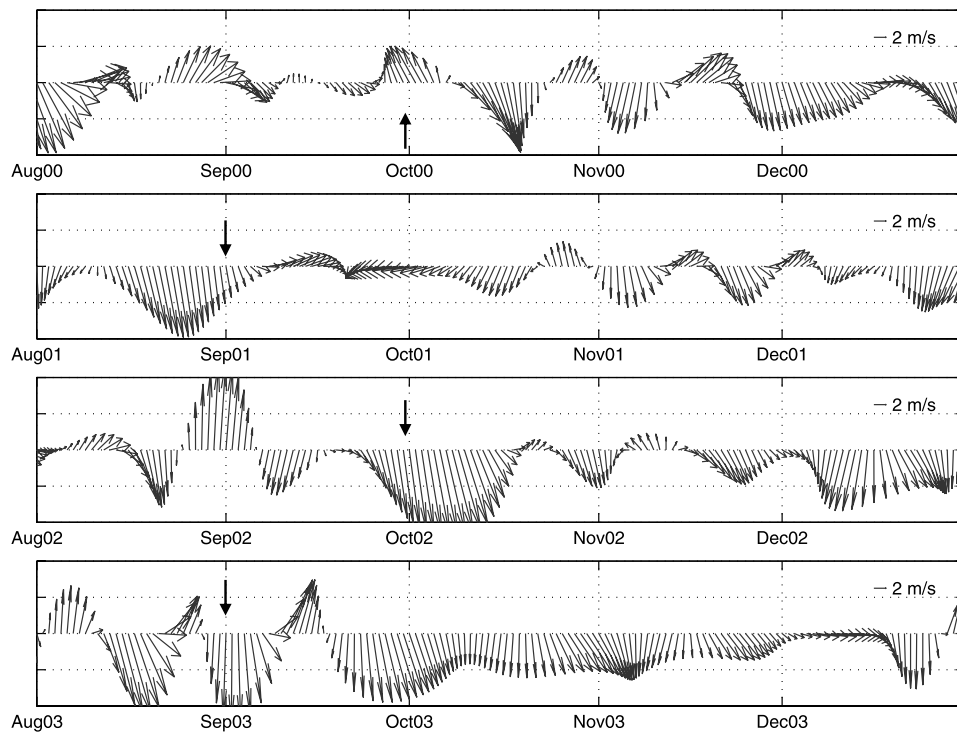 2 m/s
Aug00 Sep00 Oct00 Nov00 Dec00
2 m/s
Aug01 Sep01 Oct01 Nov01 Dec01
2 m/s
Aug02 Sep02 Oct02 Nov02 Dec02
2 m/s
Aug03 Sep03 Oct03 Nov03 Dec03